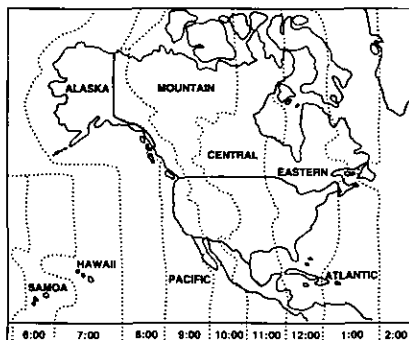 ALASKA
MOUNTAIN
CENTRAL
EASTERN
HAWAII
SAMOA
PACIFIC
ATLANTIC
6:00 7:00 8:00 9:00 10:00 11:00 12:00 1:00 2:00